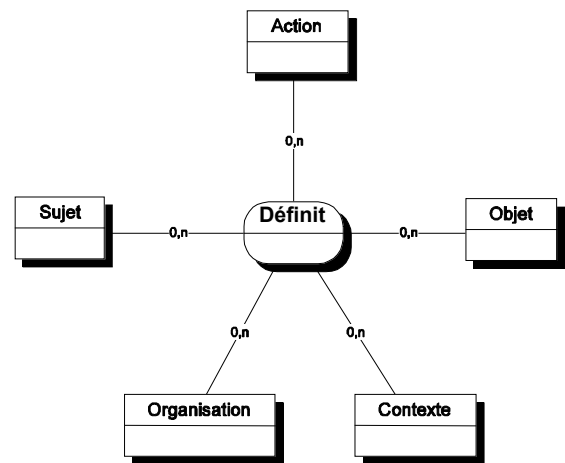 Action
0,n
Sujet
0,n
Définit
0,n
Objet
0,n
0,n
Organisation
Contexte